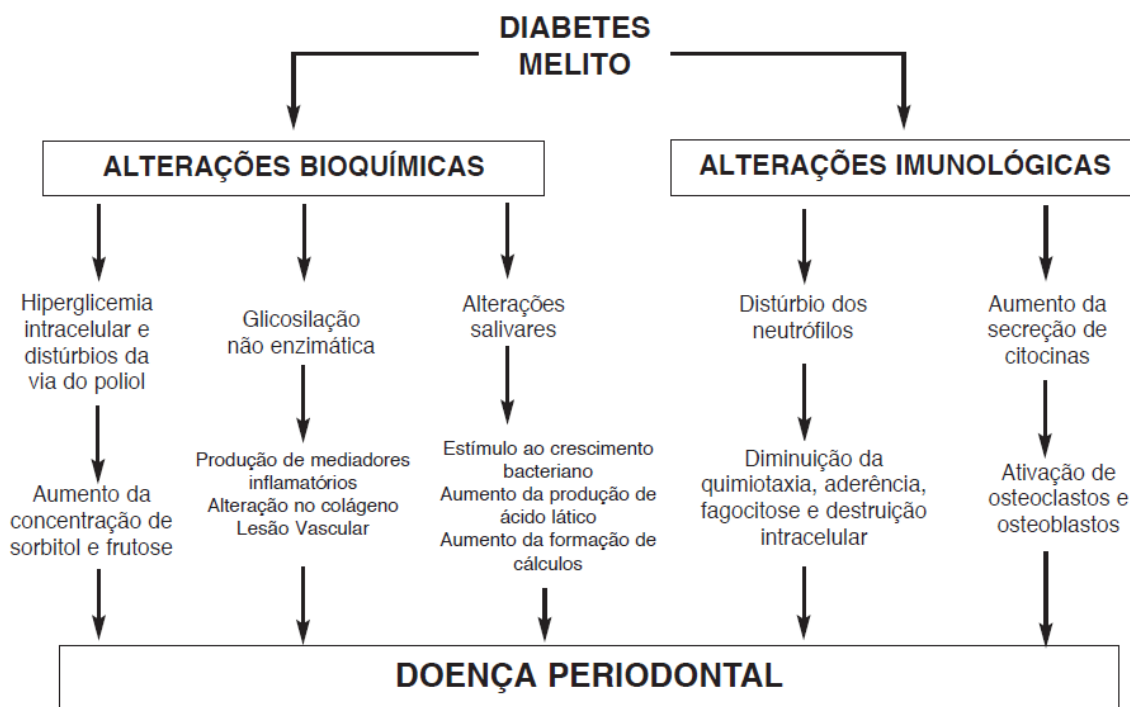 DIABETES
MELITO
ALTERAÇÕES BIOQUÍMICAS
ALTERAÇÕES IMUNOLÓGICAS
Hiperglicemia
intracelular e
distúrbios da
via do poliol
Glicosilação
não enzimática
Alterações
salivares
Distúrbio dos
neutrófilos
Aumento da
secreção de
citocinas
Aumento da
concentração de
sorbitol e frutose
Produção de mediadores
inflamatórios
Alteração no colágeno
Lesão Vascular
Estímulo ao crescimento
bacteriano
Aumento da produção de
ácido lático
Aumento da formação de
cálculos
Diminuição da
quimiotaxia, aderência,
fagocitose e destruição
intracelular
Ativação de
osteoclastos e
osteoblastos
DOENÇA PERIODONTAL